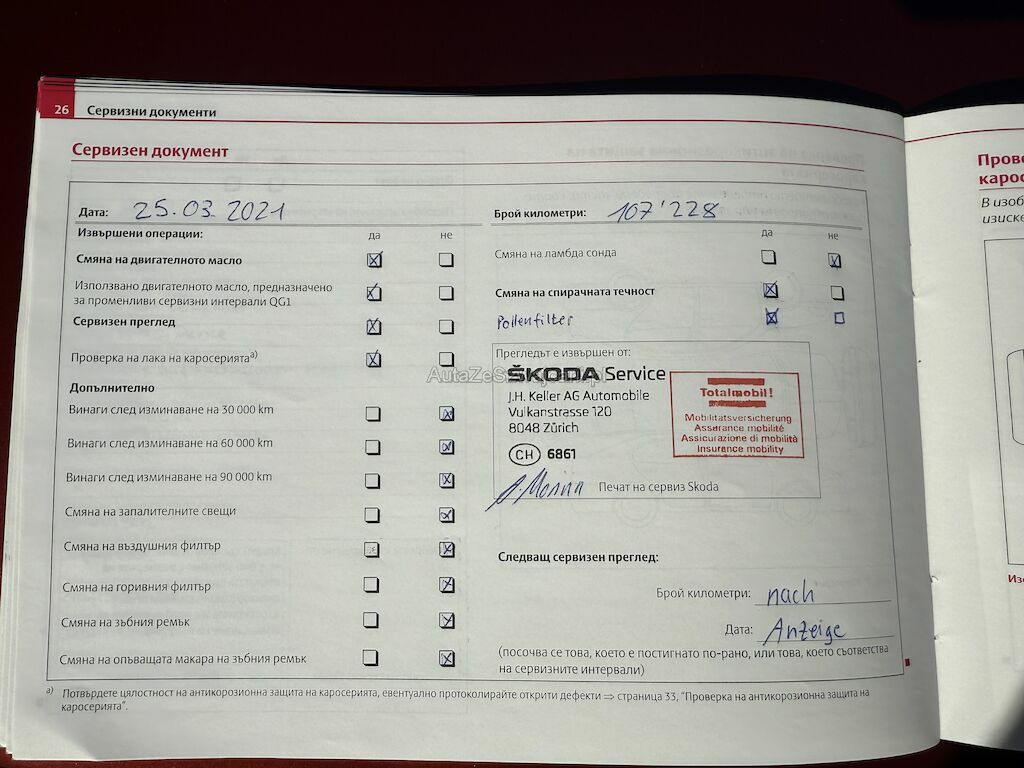 26 Сервизни документи
Сервизен документ
Дата: 25.03.2021
Извършени операции: да не
Смяна на двигателното масло
Използвано двигателното масло, предназначено
за променливи сервизни интервали QG1
Сервизен преглед
Проверка на лака на каросерията а)
Допълнително
Винаги след изминаване на 30 000 km
Винаги след изминаване на 60 000 km
Винаги след изминаване на 90 000 km
Смяна на запалителните свещи
Смяна на въздушния филтър
Смяна на горивния филтър
Смяна на зъбния ремък
Смяна на опъващата макара на зъбния ремък
Брой километри: 107'228
да не
Смяна на ламбда сонда
Смяна на спирачната течност
Pollenfilter
Прегледът е извършен от:
ŠKODA Service
J.H. Keller AG Automobile
Vulkanstrasse 120
8048 Zürich
CH 6861
Totalmobil!
Mobilitätsversicherung
Assurance mobilité
Assicurazione di mobilità
Insurance mobility
Печат на сервиз Skoda
Следващ сервизен преглед:
Брой километри: nach
Дата: Anzeige
(посочва се това, което е постигнато по-рано, или това, което съответства
на сервизните интервали)
а) Потвърдете цялостност на антикорозионна защита на каросерията, евентуално протоколирайте открити дефекти ⇒ страница 33, "Проверка на антикорозионна защита на
каросерията".